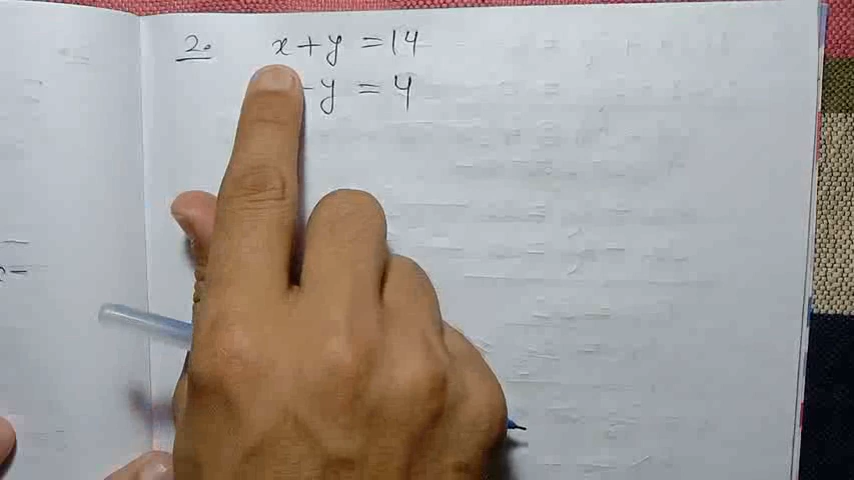 2. x + y = 14
- y = 4